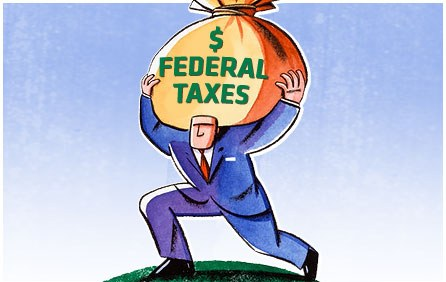 $
FEDERAL
TAXES